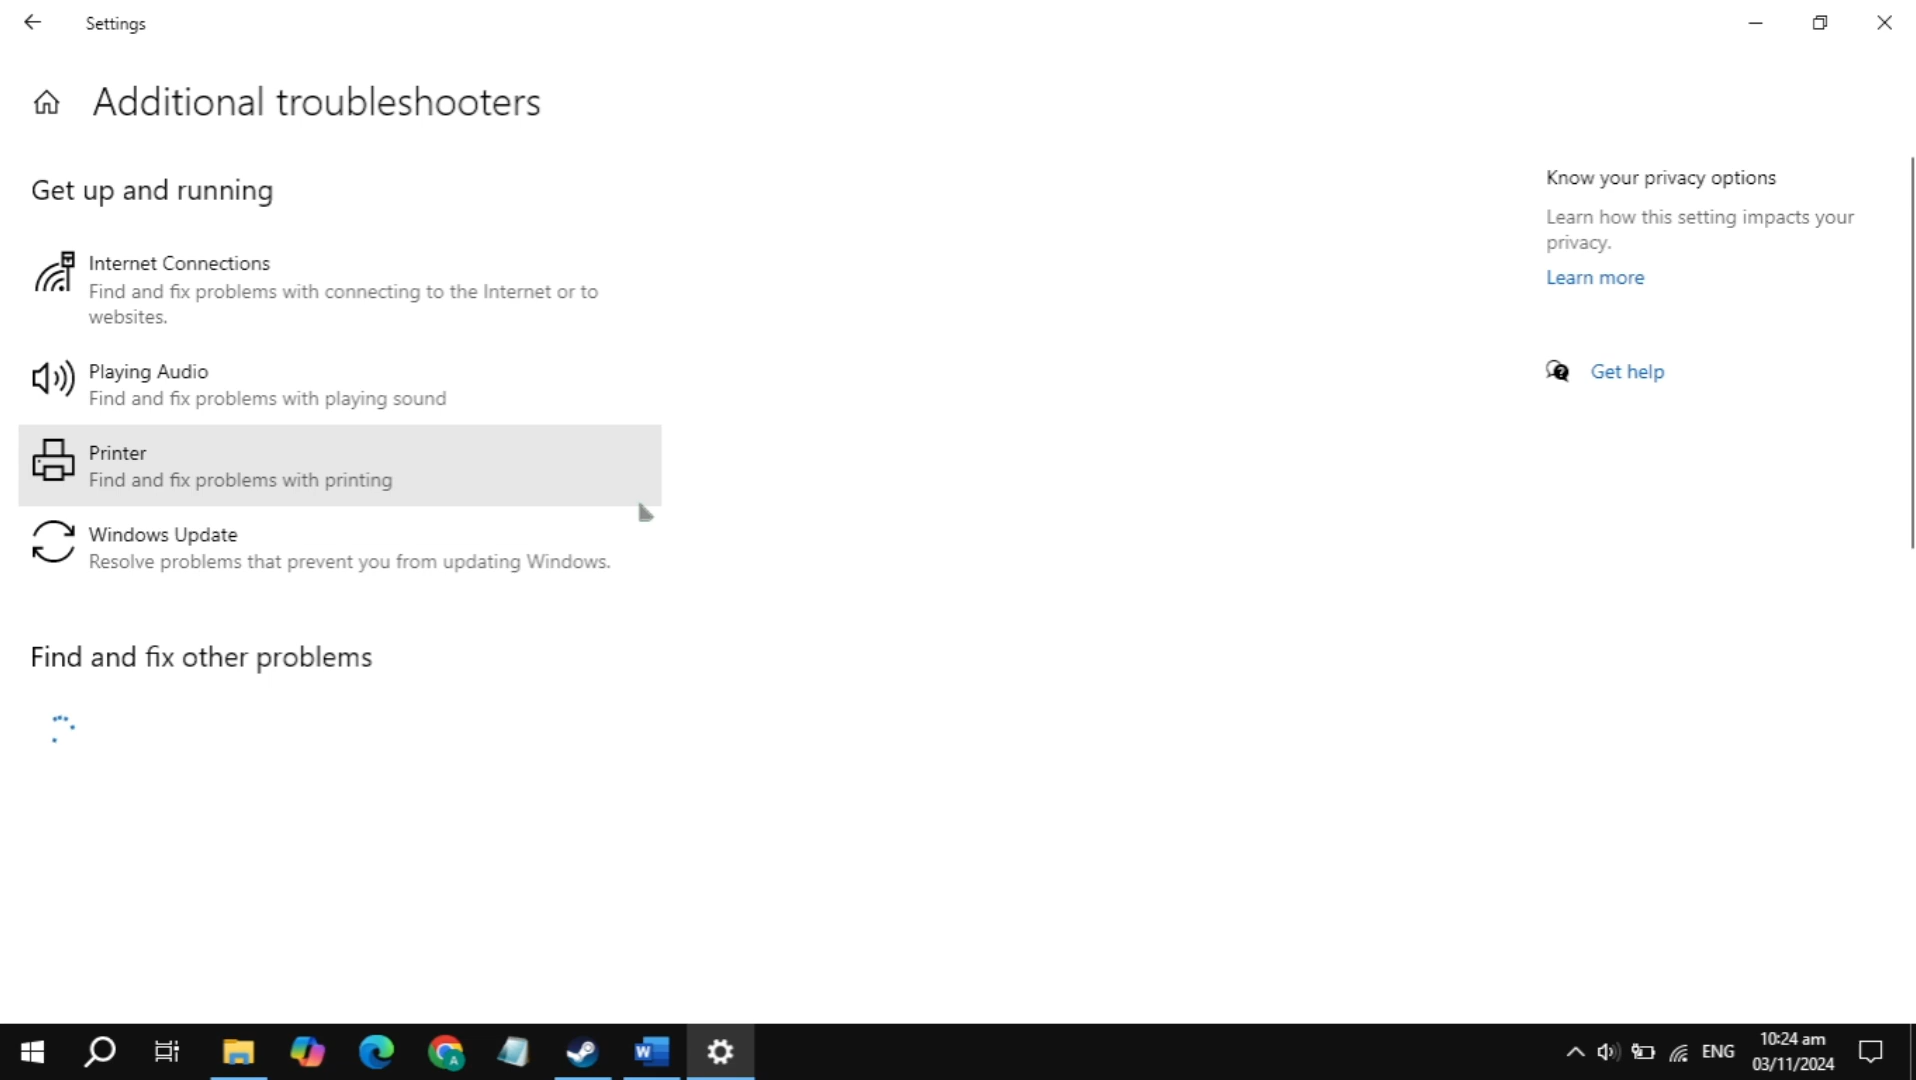 Settings
Additional troubleshooters
Get up and running
Internet Connections
Find and fix problems with connecting to the Internet or to
websites.
Playing Audio
Find and fix problems with playing sound
Printer
Find and fix problems with printing
Windows Update
Resolve problems that prevent you from updating Windows.
Find and fix other problems
Know your privacy options
Learn how this setting impacts your
privacy.
Learn more
Get help
A
W
ENG
10:24 am
03/11/2024